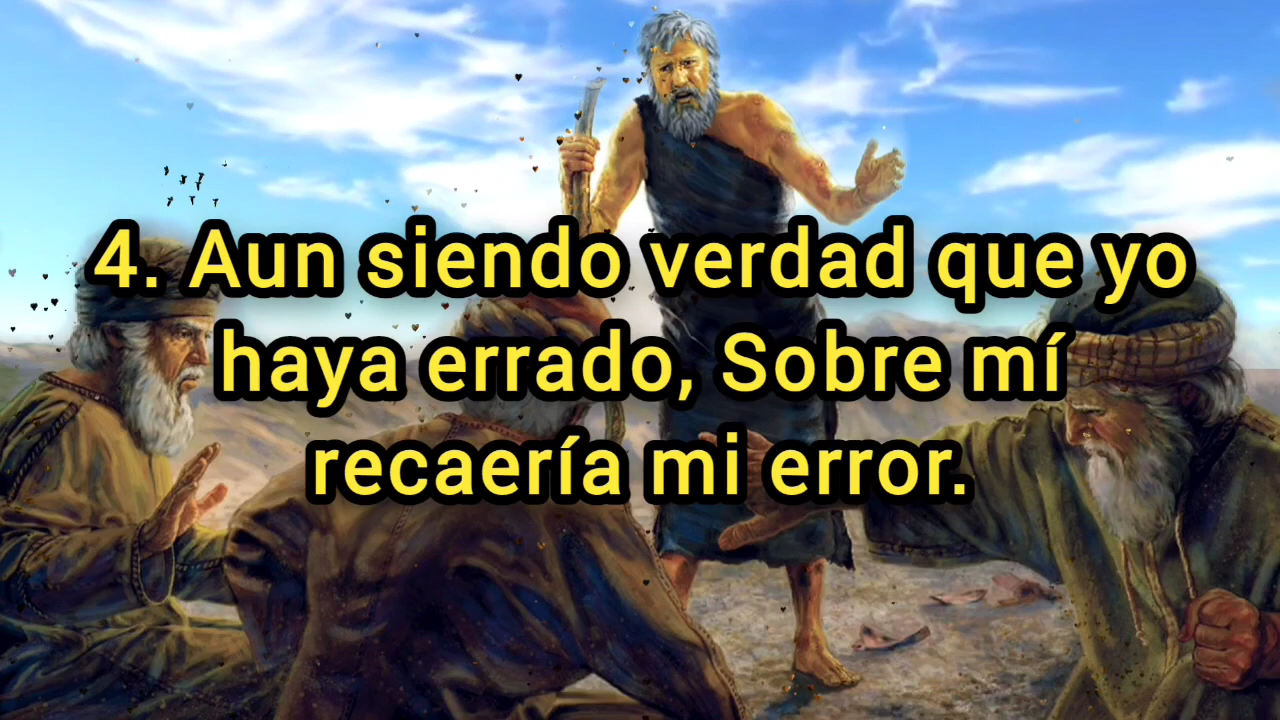 4. Aun siendo verdad que yo
haya errado, Sobre mí
recaería mi error.